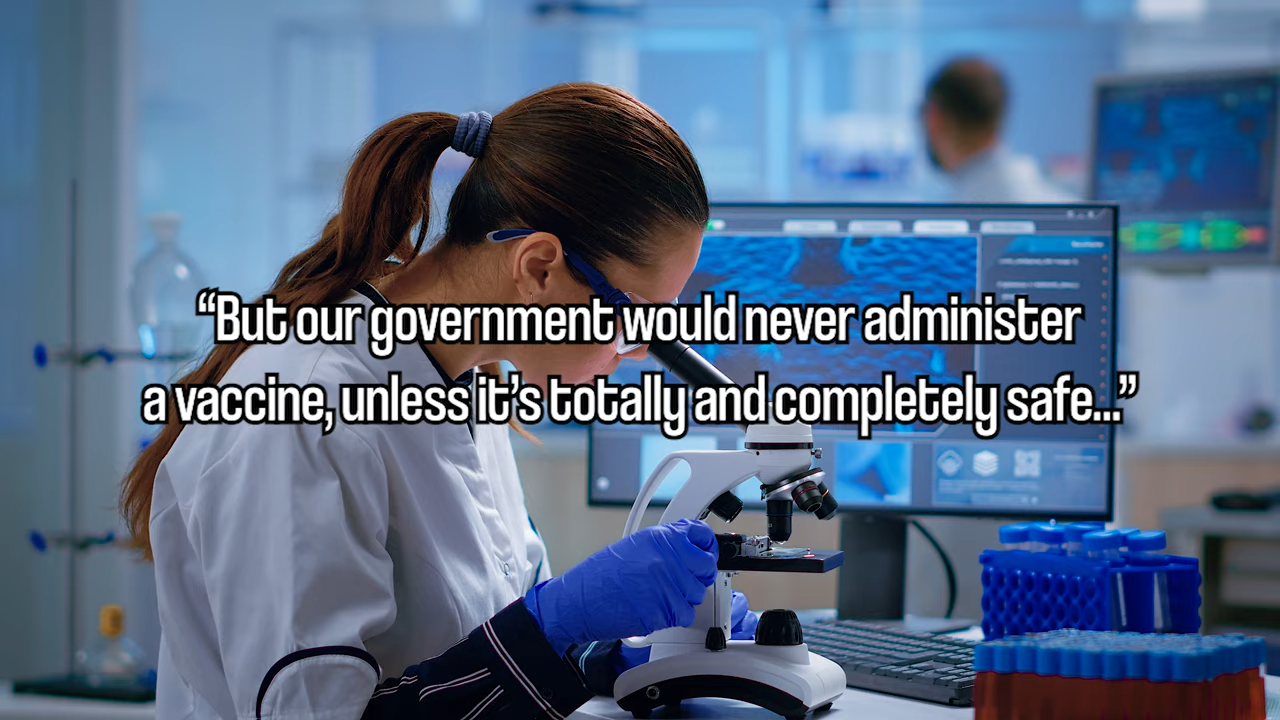 “But our government would never administer
a vaccine, unless it’s totally and completely safe...”